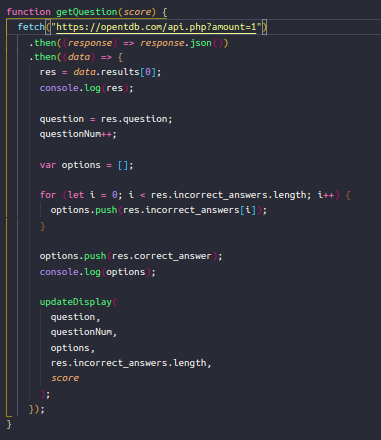 function getQuestion(score) {
  fetch("https://opentdb.com/api.php?amount=1")
    .then((response) => response.json())
    .then((data) => {
      res = data.results[0];
      console.log(res);

      question = res.question;
      questionNum++;

      var options = [];

      for (let i = 0; i < res.incorrect_answers.length; i++) {
        options.push(res.incorrect_answers[i]);
      }

      options.push(res.correct_answer);
      console.log(options);

      updateDisplay(
        question,
        questionNum,
        options,
        res.incorrect_answers.length,
        score
      );
    });
}